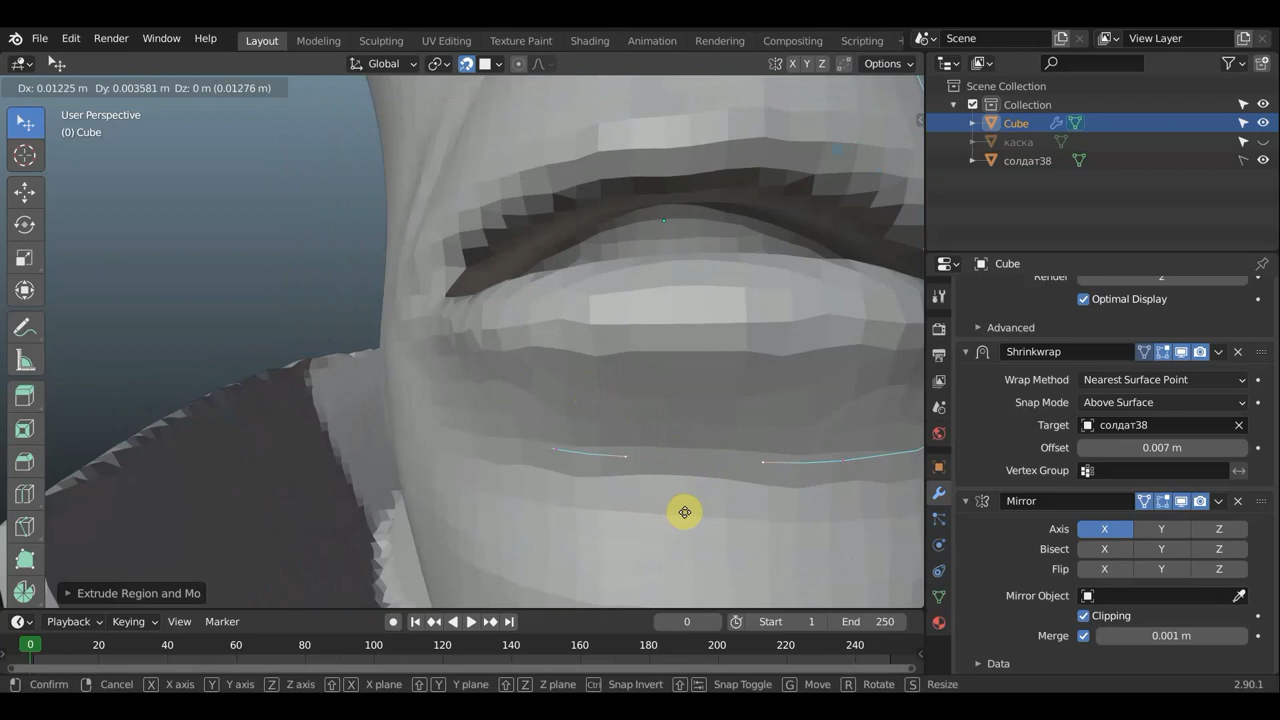 File Edit Render Window Help Layout Modeling Sculpting UV Editing Texture Paint Shading Animation Rendering Compositing Scripting Scene View Layer
Global X Y Z Options
Dx: 0.01225 m Dy: 0.003581 m Dz: 0 m (0.01276 m)
User Perspective
(0) Cube
Scene Collection
Collection
Cube
каска
солдат38
Cube
Render 2
Optimal Display
Advanced
Shrinkwrap
Wrap Method Nearest Surface Point
Snap Mode Above Surface
Target солдат38
Offset 0.007 m
Vertex Group
Mirror
Axis X Y Z
Bisect X Y Z
Flip X Y Z
Mirror Object
Clipping
Merge 0.001 m
Data
Extrude Region and Mo
Playback Keying View Marker 0 Start 1 End 250
0 20 40 60 80 100 120 140 160 180 200 220 240
Confirm Cancel X X axis Y Y axis Z Z axis X X plane Y Y plane Z Z plane Ctrl Snap Invert Snap Toggle G Move R Rotate S Resize 2.90.1